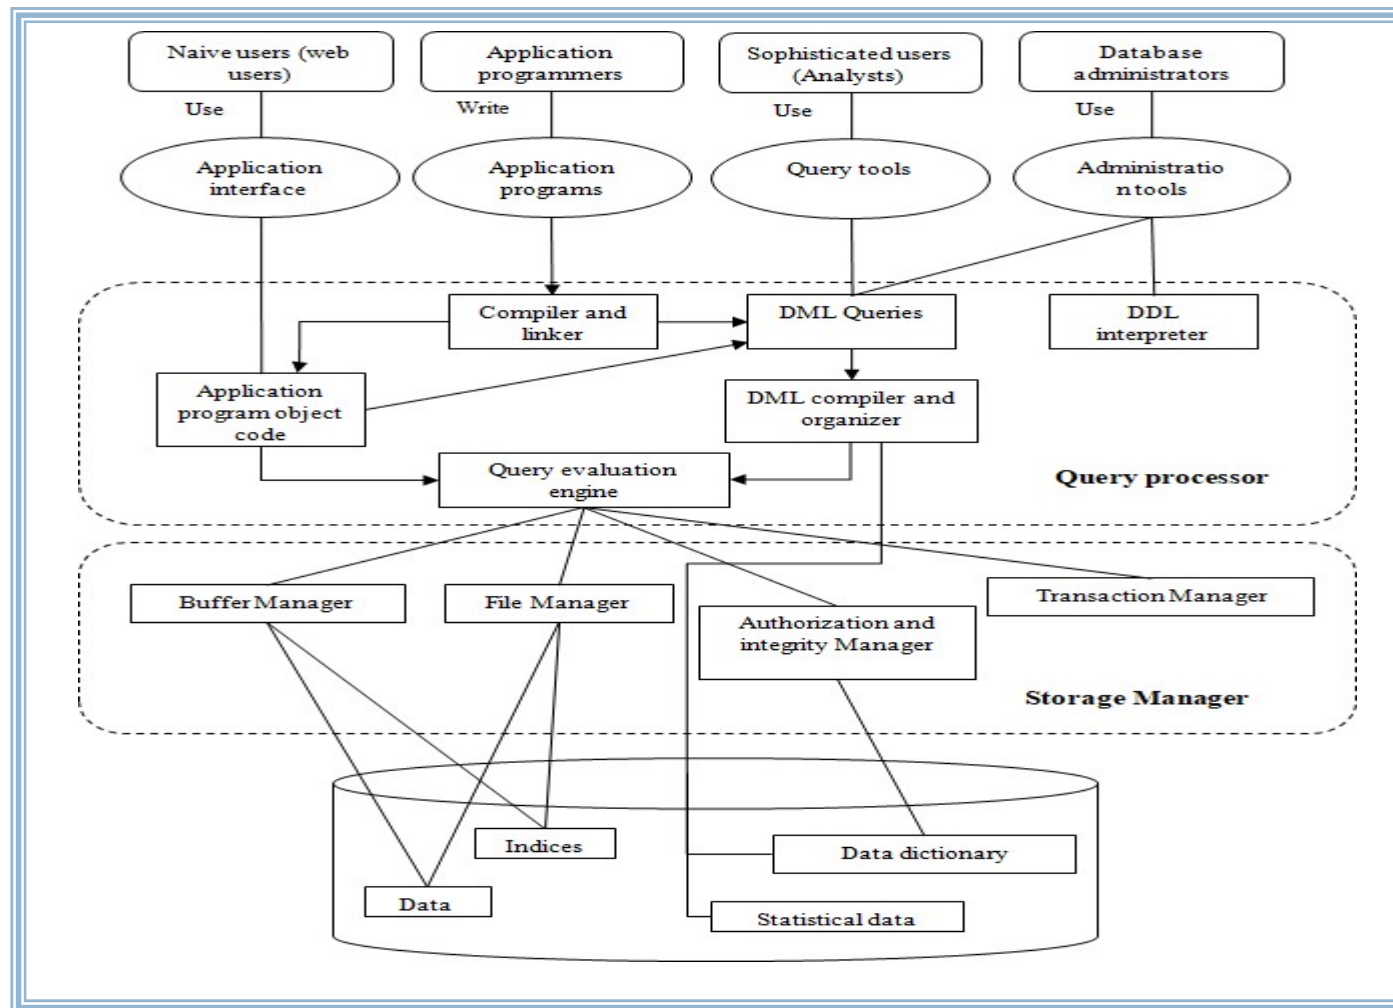 Naive users (web
users)
Application
programmers
Sophisticated users
(Analysts)
Database
administrators
Use
Write
Use
Use
Application
interface
Application
programs
Query tools
Administratio
n tools
Compiler and
linker
DML Queries
DDL
interpreter
Application
program object
code
DML compiler and
organizer
Query evaluation
engine
Query processor
Buffer Manager
File Manager
Authorization and
integrity Manager
Transaction Manager
Storage Manager
Indices
Data dictionary
Data
Statistical data